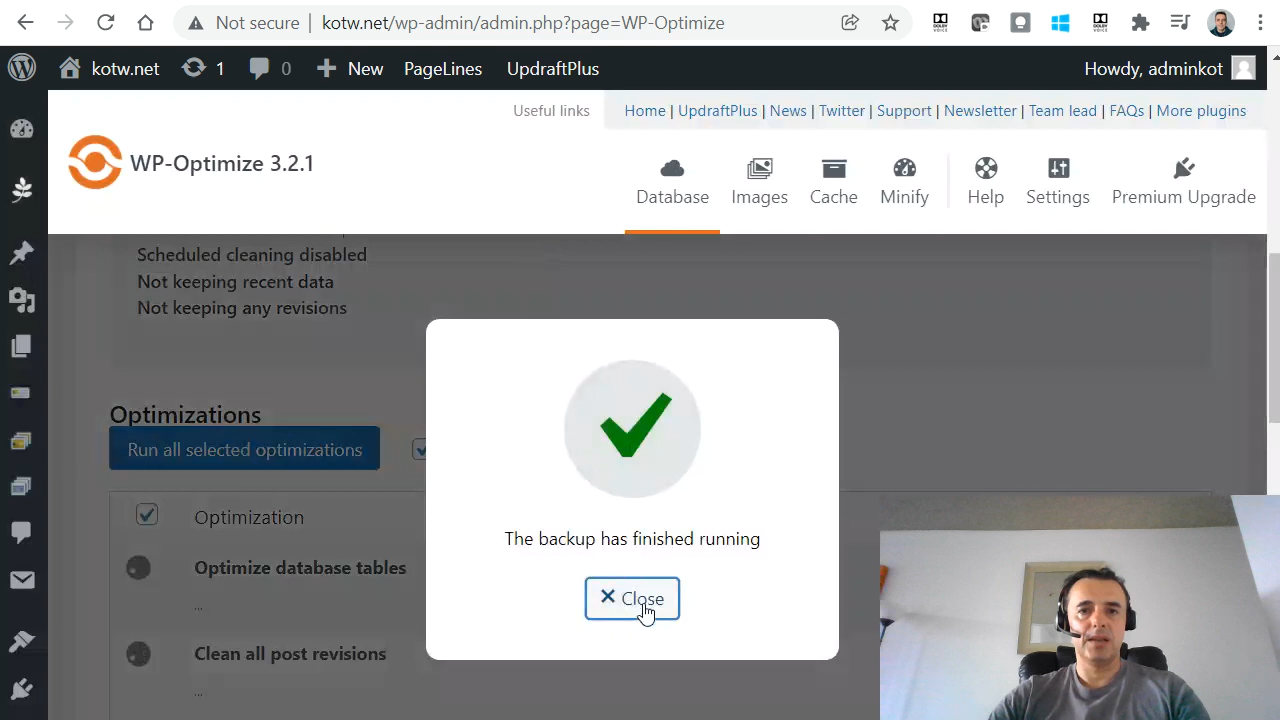 Not secure | kotw.net/wp-admin/admin.php?page=WP-Optimize
kotw.net 1 0 New PageLines UpdraftPlus Howdy, adminkot
Useful links Home | UpdraftPlus | News | Twitter | Support | Newsletter | Team lead | FAQs | More plugins
WP-Optimize 3.2.1
Database Images Cache Minify Help Settings Premium Upgrade
Scheduled cleaning disabled
Not keeping recent data
Not keeping any revisions
Optimizations
Run all selected optimizations
Optimization
Optimize database tables
...
Clean all post revisions
...
The backup has finished running
Close